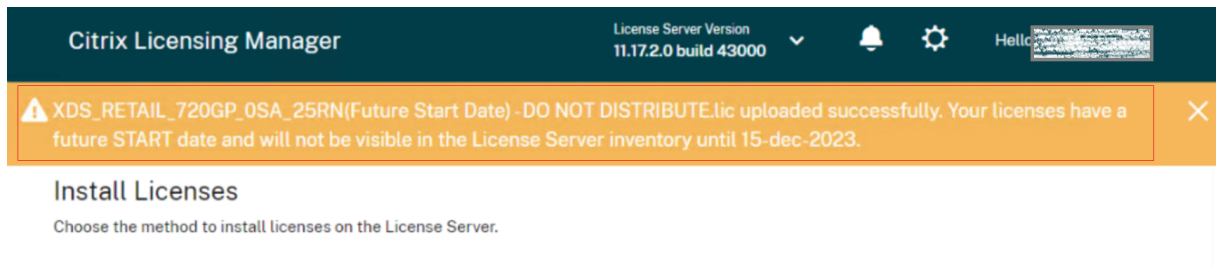 Citrix Licensing Manager
License Server Version
11.17.2.0 build 43000
Hello
XDS_RETAIL_720GP_0SA_25RN(Future Start Date) - DO NOT DISTRIBUTE.lic uploaded successfully. Your licenses have a
future START date and will not be visible in the License Server inventory until 15-dec-2023.
Install Licenses
Choose the method to install licenses on the License Server.